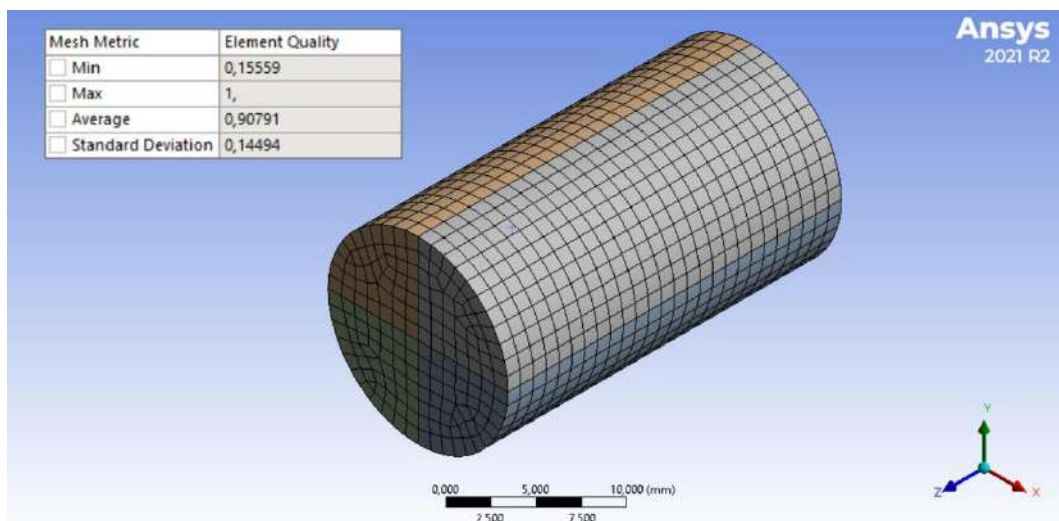 Mesh Metric Element Quality
Min 0,15559
Max 1,
Average 0,90791
Standard Deviation 0,14494
Ansys
2021 R2
0,000 5,000 10,000 (mm)
2,500 7,500
Y
Z
X